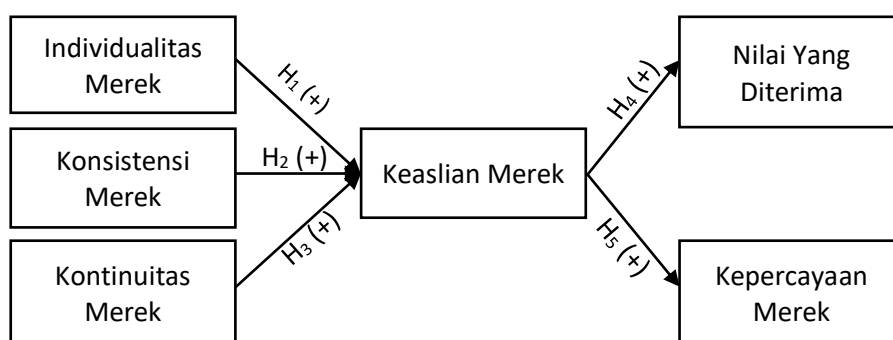 Individualitas
Merek
H₁ (+)
Konsistensi
Merek
H₂ (+)
Kontinuitas
Merek
H₃ (+)
Keaslian Merek
H₄ (+)
Nilai Yang
Diterima
H₅ (+)
Kepercayaan
Merek